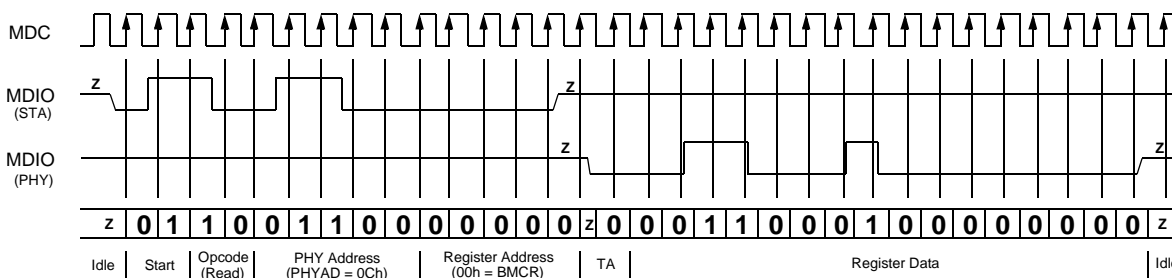 MDC
z
z
MDIO
(STA)
z
z
MDIO
(PHY)
z 0 1 1 0 0 1 1 0 0 0 0 0 0 0 z 0 0 0 1 1 0 0 0 1 0 0 0 0 0 0 0 0 z
Idle Start Opcode (Read) PHY Address (PHYAD = 0Ch) Register Address (00h = BMCR) TA Register Data Idle